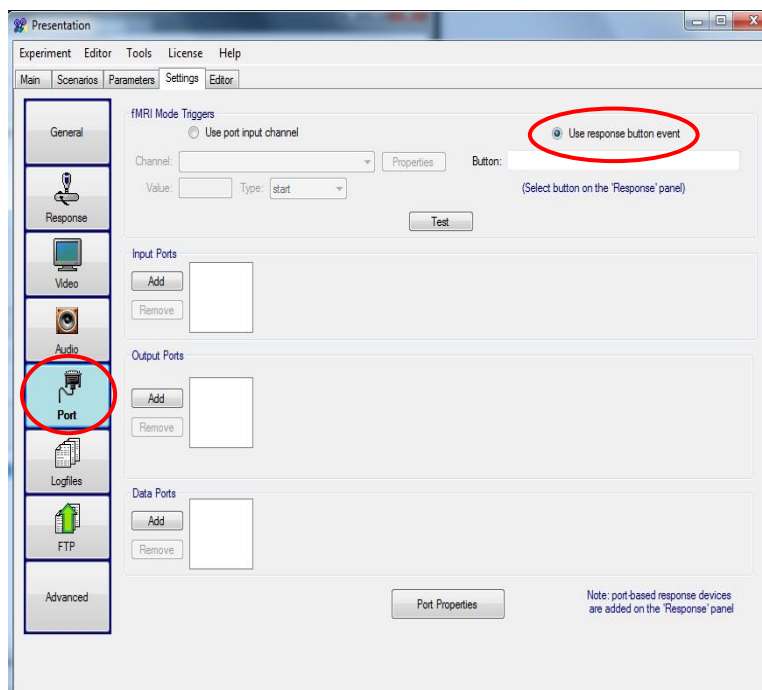 Presentation
Experiment Editor Tools License Help
Main Scenarios Parameters Settings Editor
General
Response
Video
Audio
Port
Logfiles
FTP
Advanced
fMRI Mode Triggers
Use port input channel
Use response button event
Channel:
Properties
Button:
Value:
Type: start
(Select button on the 'Response' panel)
Test
Input Ports
Add
Remove
Output Ports
Add
Remove
Data Ports
Add
Remove
Port Properties
Note: port-based response devices
are added on the 'Response' panel